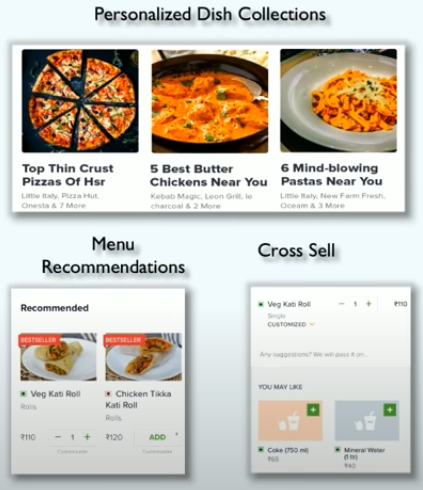 Personalized Dish Collections
Top Thin Crust
Pizzas Of Hsr
Little Italy, Pizza Hut,
Onesta & 7 More
5 Best Butter
Chickens Near You
Kebab Magic, Leon Grill, le
charcoal & 2 More
6 Mind-blowing
Pastas Near You
Little Italy, New Farm Fresh,
Oceam & 3 More
Menu
Recommendations
Recommended
BESTSELLER
Veg Kati Roll
Rolls
₹110 − 1 +
Customizable
BESTSELLER
Chicken Tikka
Kati Roll
Rolls
₹120 ADD +
Customizable
Cross Sell
Veg Kati Roll − 1 + ₹110
Single
CUSTOMIZED
Any suggestions? We will pass it on...
YOU MAY LIKE
Coke (750 ml)
Mineral Water
(1 ltr)
₹40